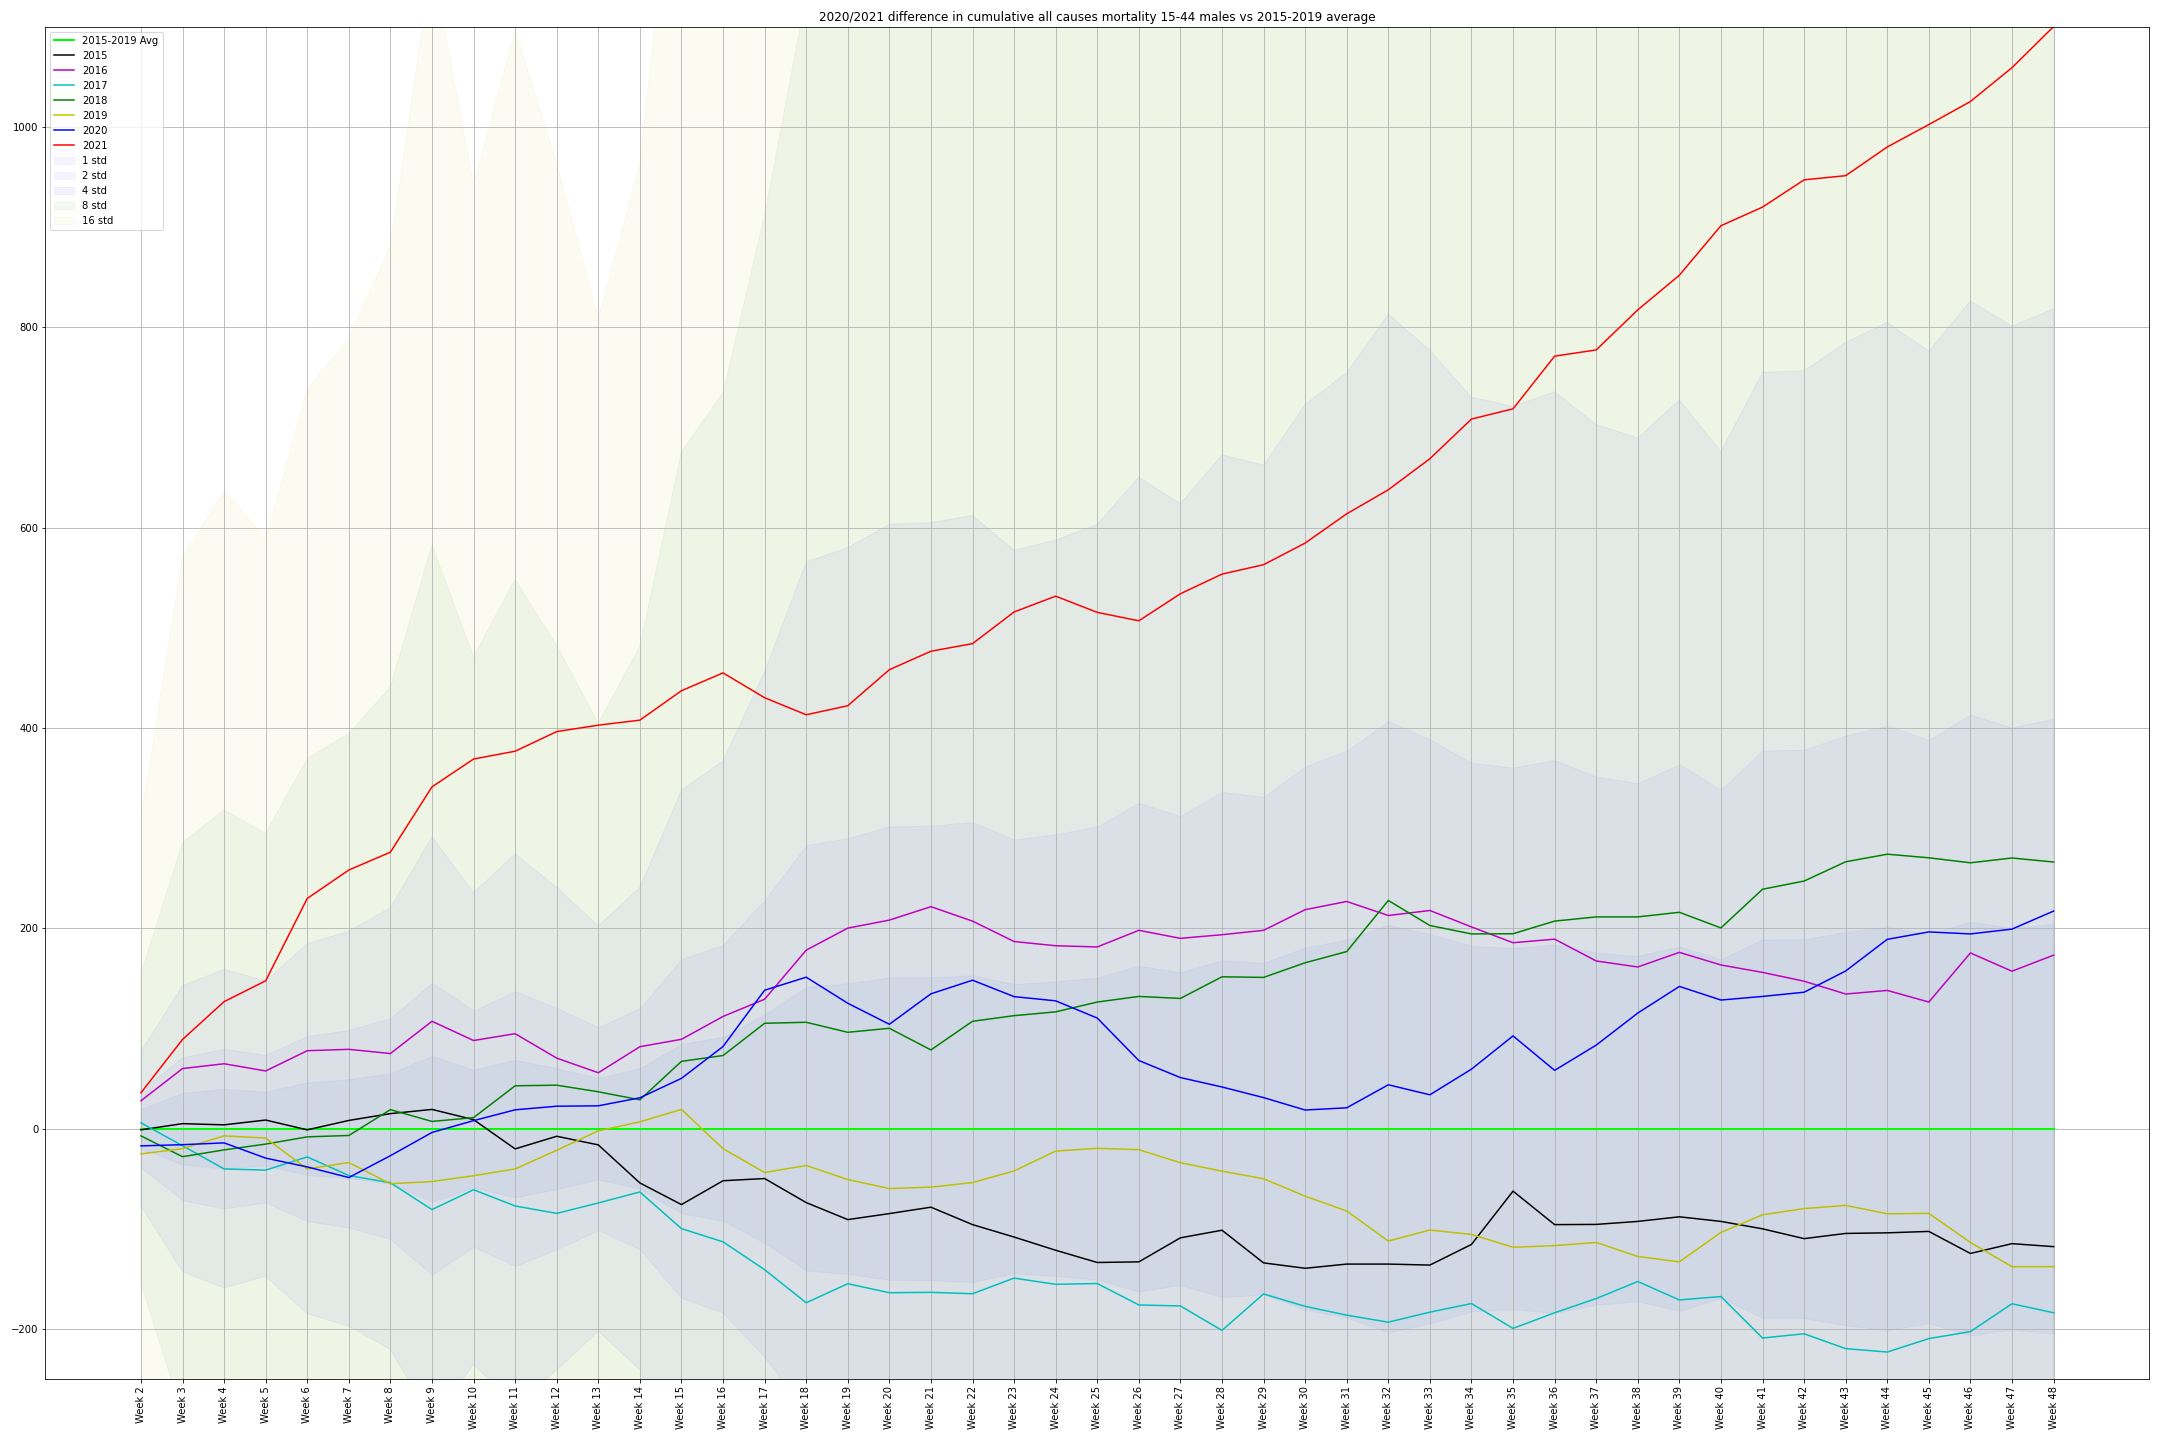 2020/2021 difference in cumulative all causes mortality 15-44 males vs 2015-2019 average
2015-2019 Avg
2015
2016
2017
2018
2019
2020
2021
1 std
2 std
4 std
8 std
16 std
1000
800
600
400
200
0
−200
Week 2
Week 3
Week 4
Week 5
Week 6
Week 7
Week 8
Week 9
Week 10
Week 11
Week 12
Week 13
Week 14
Week 15
Week 16
Week 17
Week 18
Week 19
Week 20
Week 21
Week 22
Week 23
Week 24
Week 25
Week 26
Week 27
Week 28
Week 29
Week 30
Week 31
Week 32
Week 33
Week 34
Week 35
Week 36
Week 37
Week 38
Week 39
Week 40
Week 41
Week 42
Week 43
Week 44
Week 45
Week 46
Week 47
Week 48